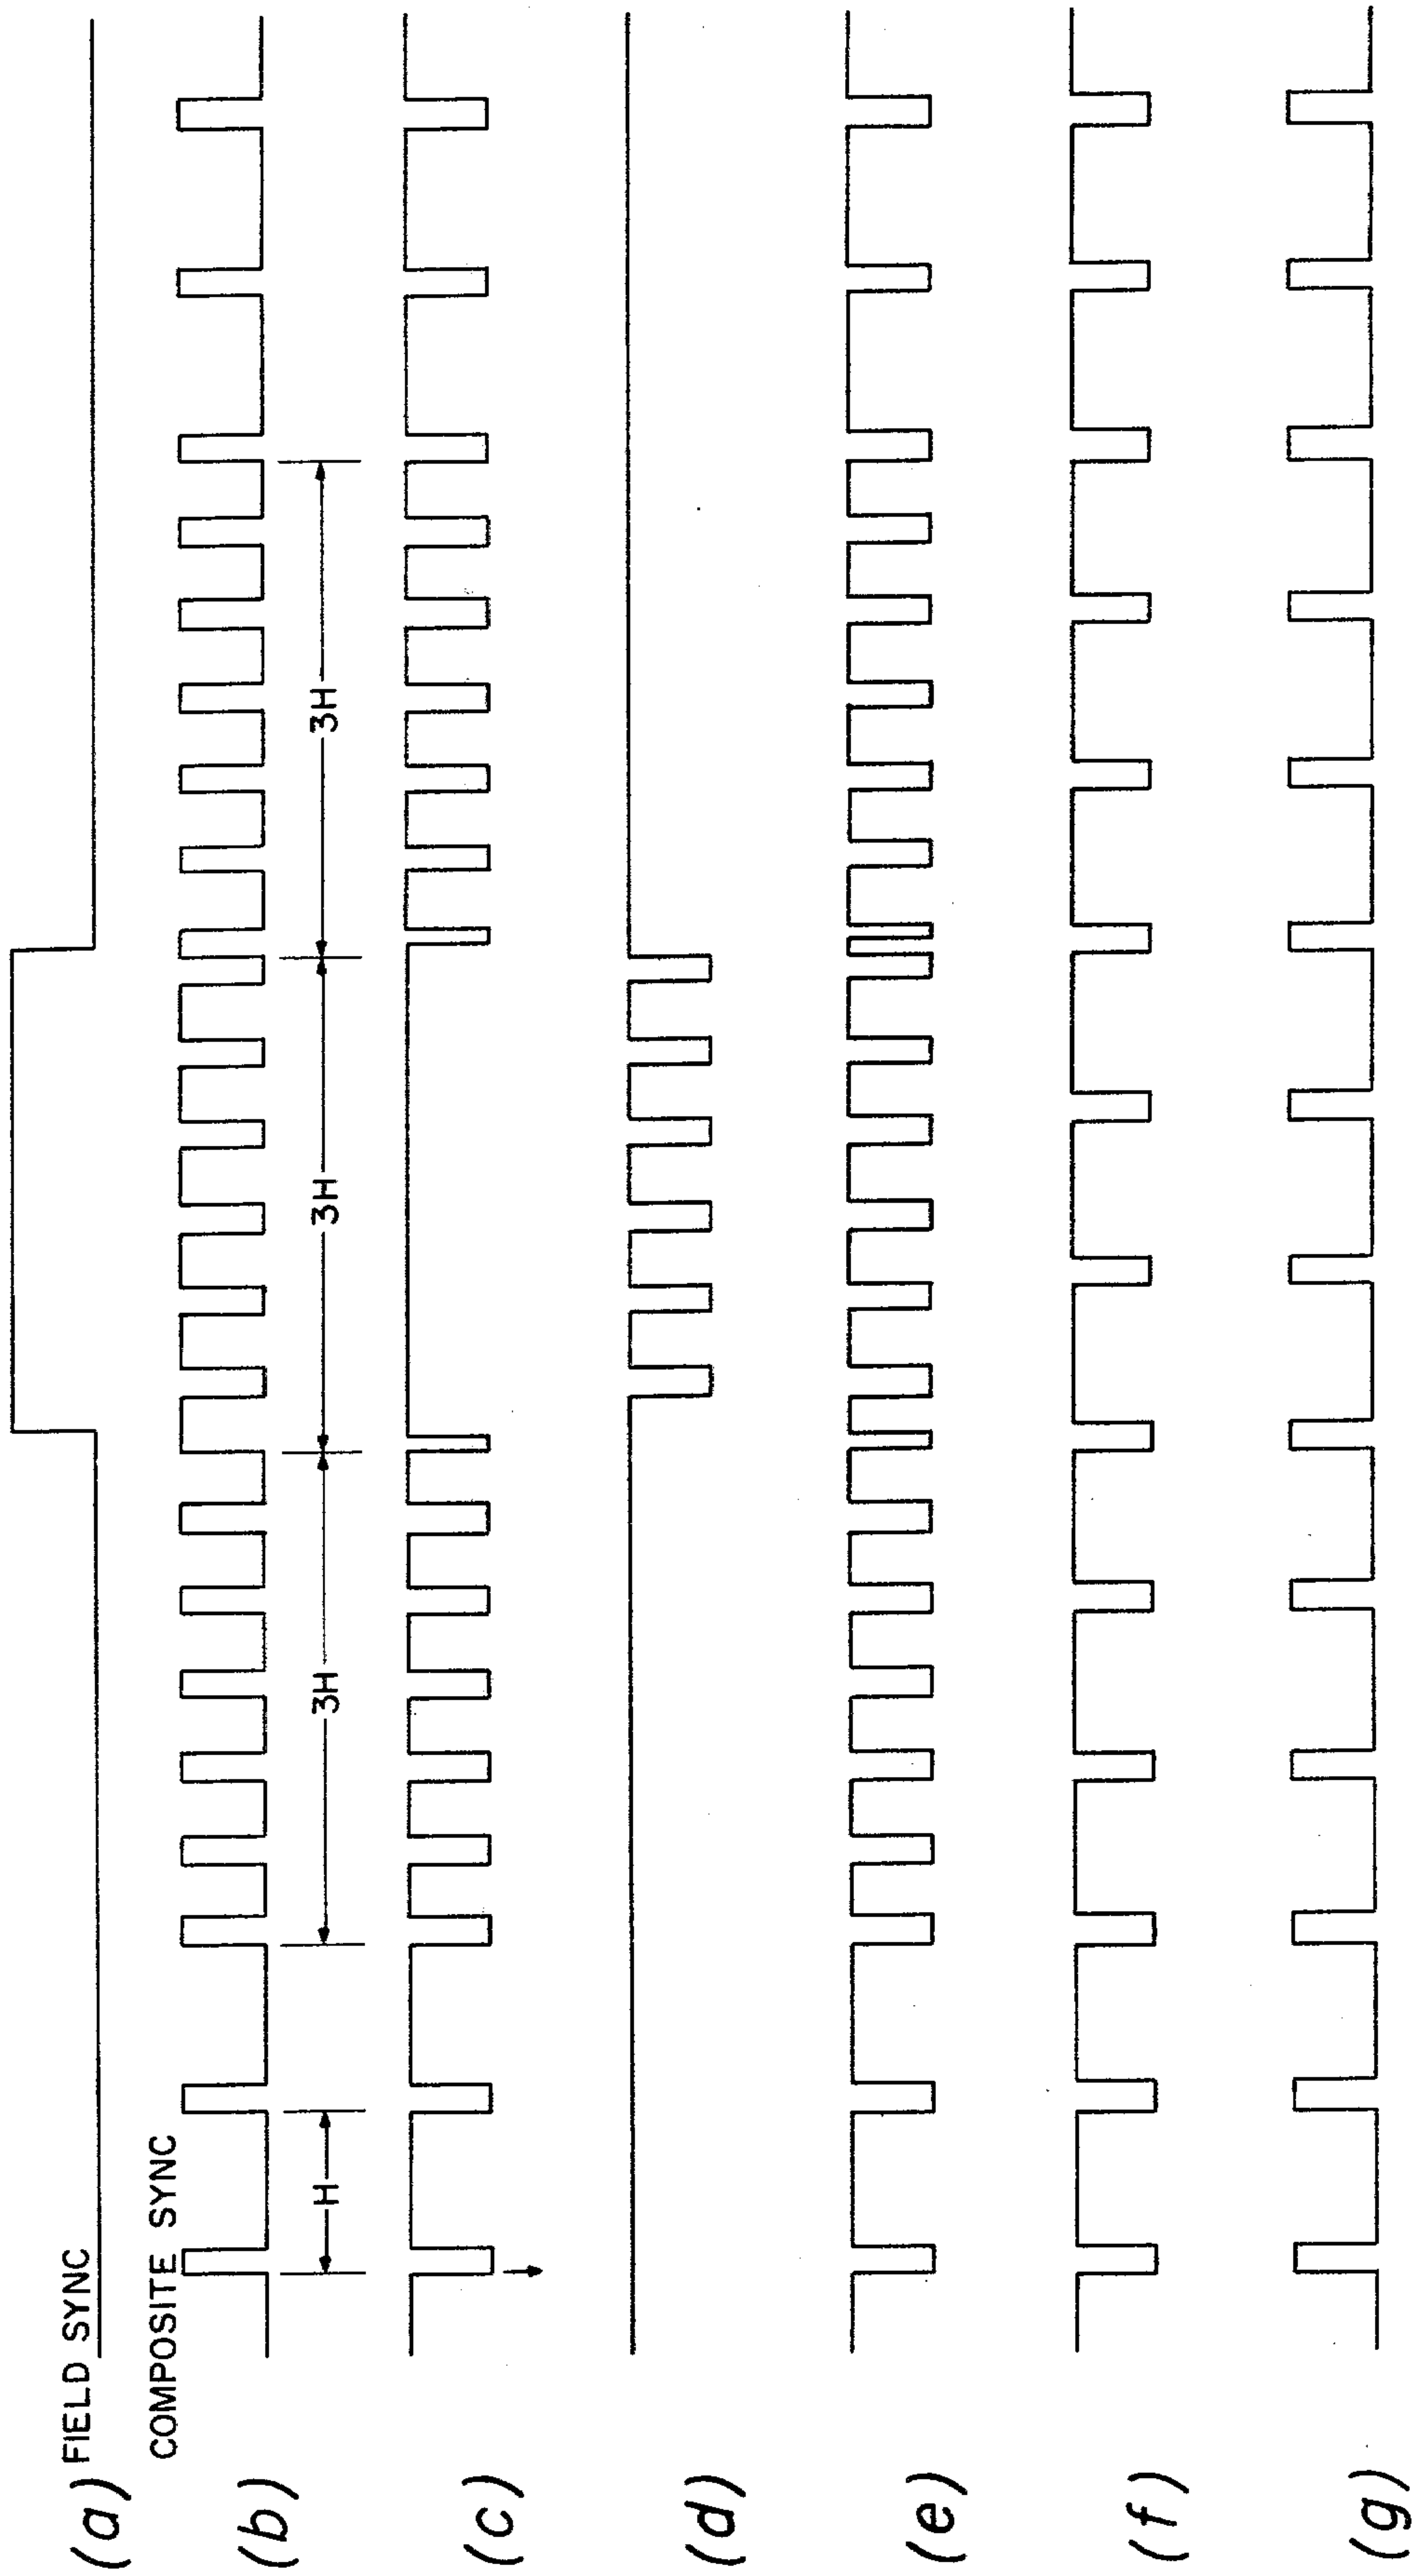 (a) FIELD SYNC
COMPOSITE SYNC
(b)
H
3H
3H
3H
(c)
(d)
(e)
(f)
(g)